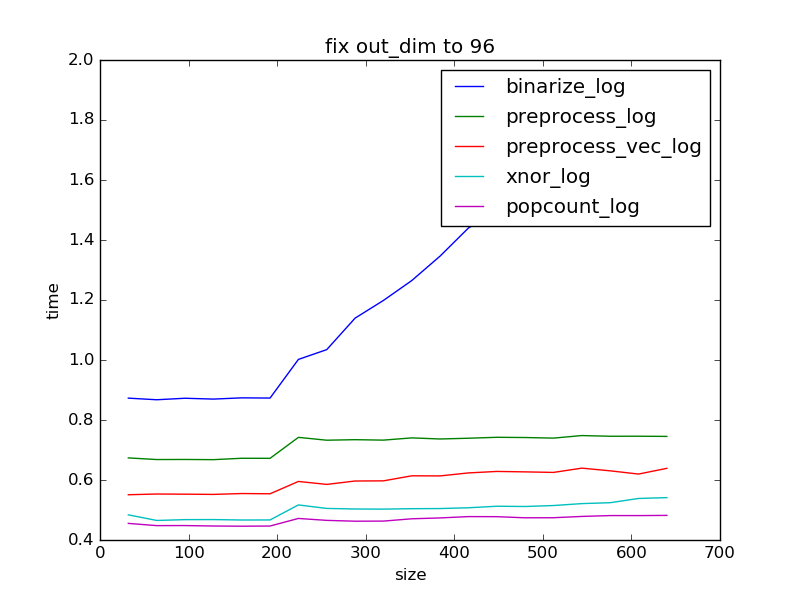 fix out_dim to 96
2.0
1.8
1.6
1.4
1.2
1.0
0.8
0.6
0.4
time
binarize_log
preprocess_log
preprocess_vec_log
xnor_log
popcount_log
0 100 200 300 400 500 600 700
size